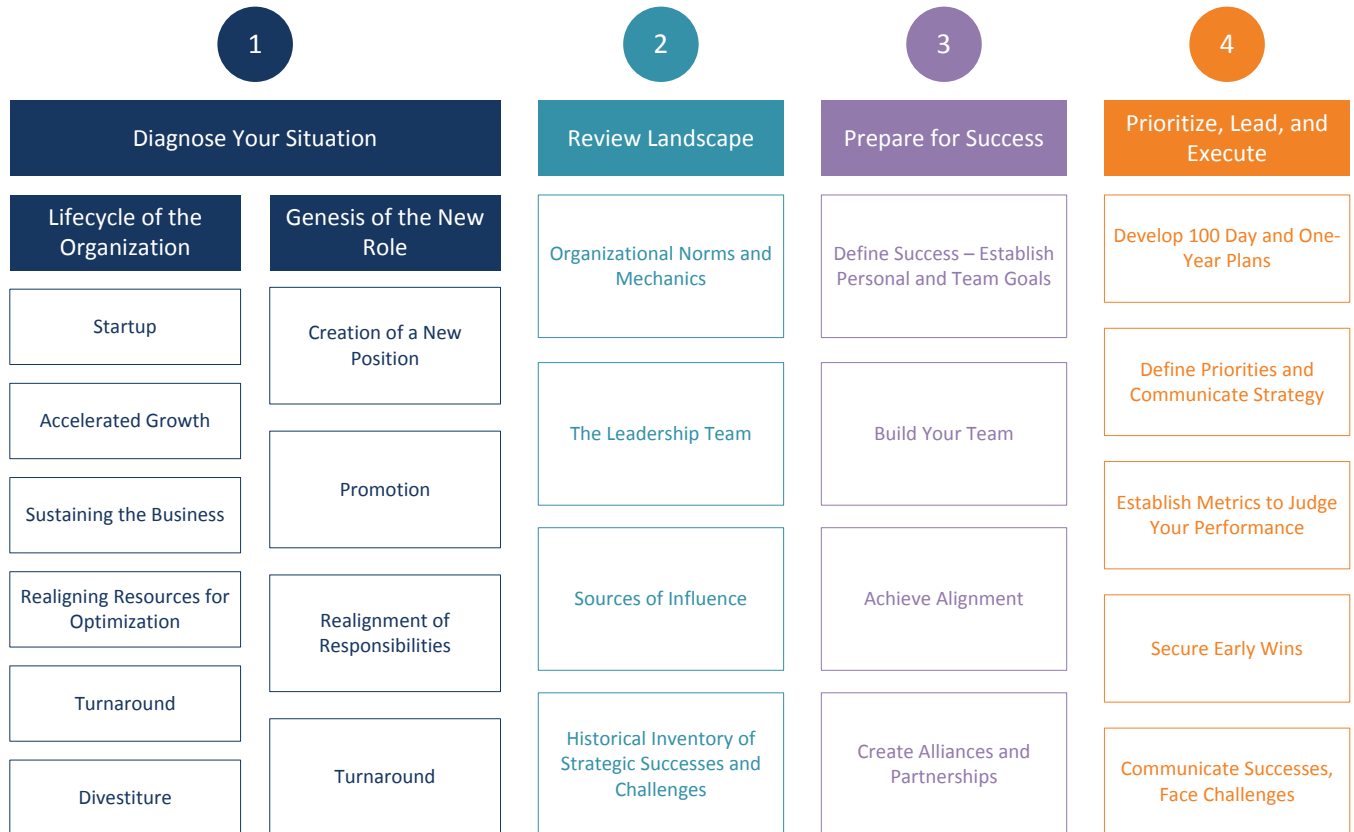 1
Diagnose Your Situation
Lifecycle of the
Organization
Startup
Accelerated Growth
Sustaining the Business
Realigning Resources for
Optimization
Turnaround
Divestiture
Genesis of the New
Role
Creation of a New
Position
Promotion
Realignment of
Responsibilities
Turnaround
2
Review Landscape
Organizational Norms and
Mechanics
The Leadership Team
Sources of Influence
Historical Inventory of
Strategic Successes and
Challenges
3
Prepare for Success
Define Success – Establish
Personal and Team Goals
Build Your Team
Achieve Alignment
Create Alliances and
Partnerships
4
Prioritize, Lead, and
Execute
Develop 100 Day and One-
Year Plans
Define Priorities and
Communicate Strategy
Establish Metrics to Judge
Your Performance
Secure Early Wins
Communicate Successes,
Face Challenges